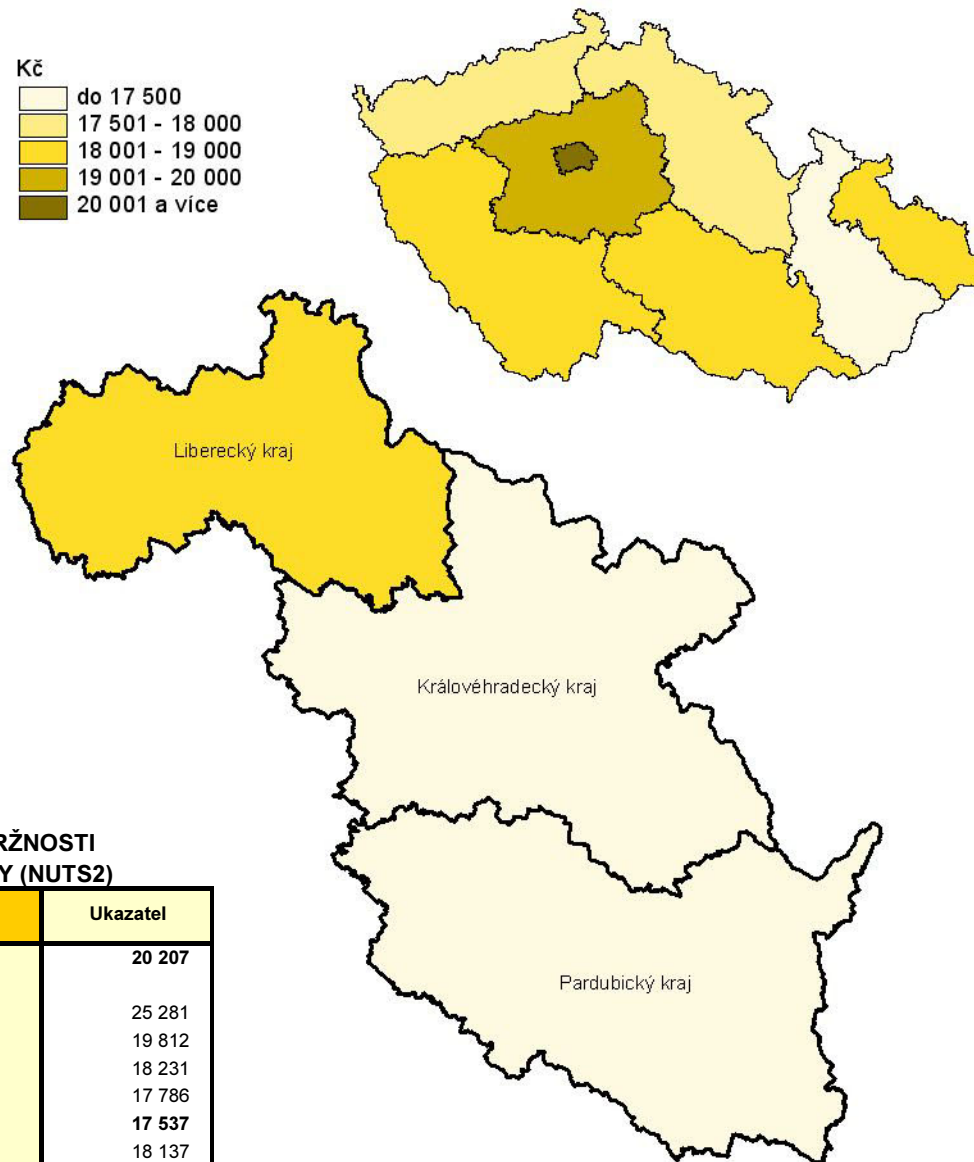 Kč
do 17 500
17 501 - 18 000
18 001 - 19 000
19 001 - 20 000
20 001 a více
Liberecký kraj
Královéhradecký kraj
Pardubický kraj
RŽNOSTI
Y (NUTS2)
Ukazatel
20 207
25 281
19 812
18 231
17 786
17 537
18 137